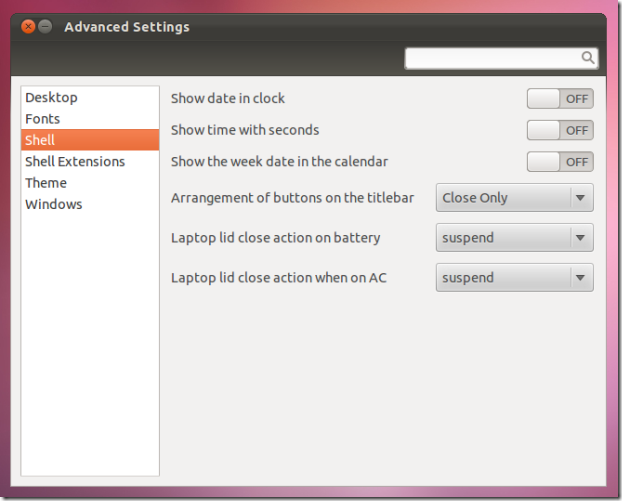 Advanced Settings
Desktop
Fonts
Shell
Shell Extensions
Theme
Windows
Show date in clock OFF
Show time with seconds OFF
Show the week date in the calendar OFF
Arrangement of buttons on the titlebar Close Only
Laptop lid close action on battery suspend
Laptop lid close action when on AC suspend